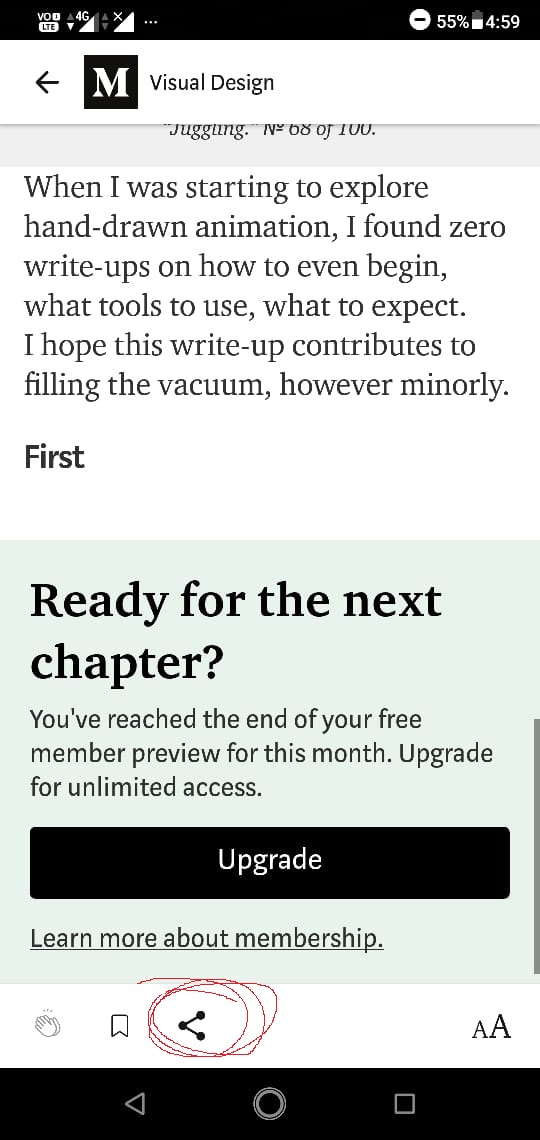 VoD 4G
LTE
55% 4:59
M Visual Design
"Juggling." Nº 68 of 100.
When I was starting to explore
hand-drawn animation, I found zero
write-ups on how to even begin,
what tools to use, what to expect.
I hope this write-up contributes to
filling the vacuum, however minorly.
First
Ready for the next
chapter?
You've reached the end of your free
member preview for this month. Upgrade
for unlimited access.
Upgrade
Learn more about membership.
AA